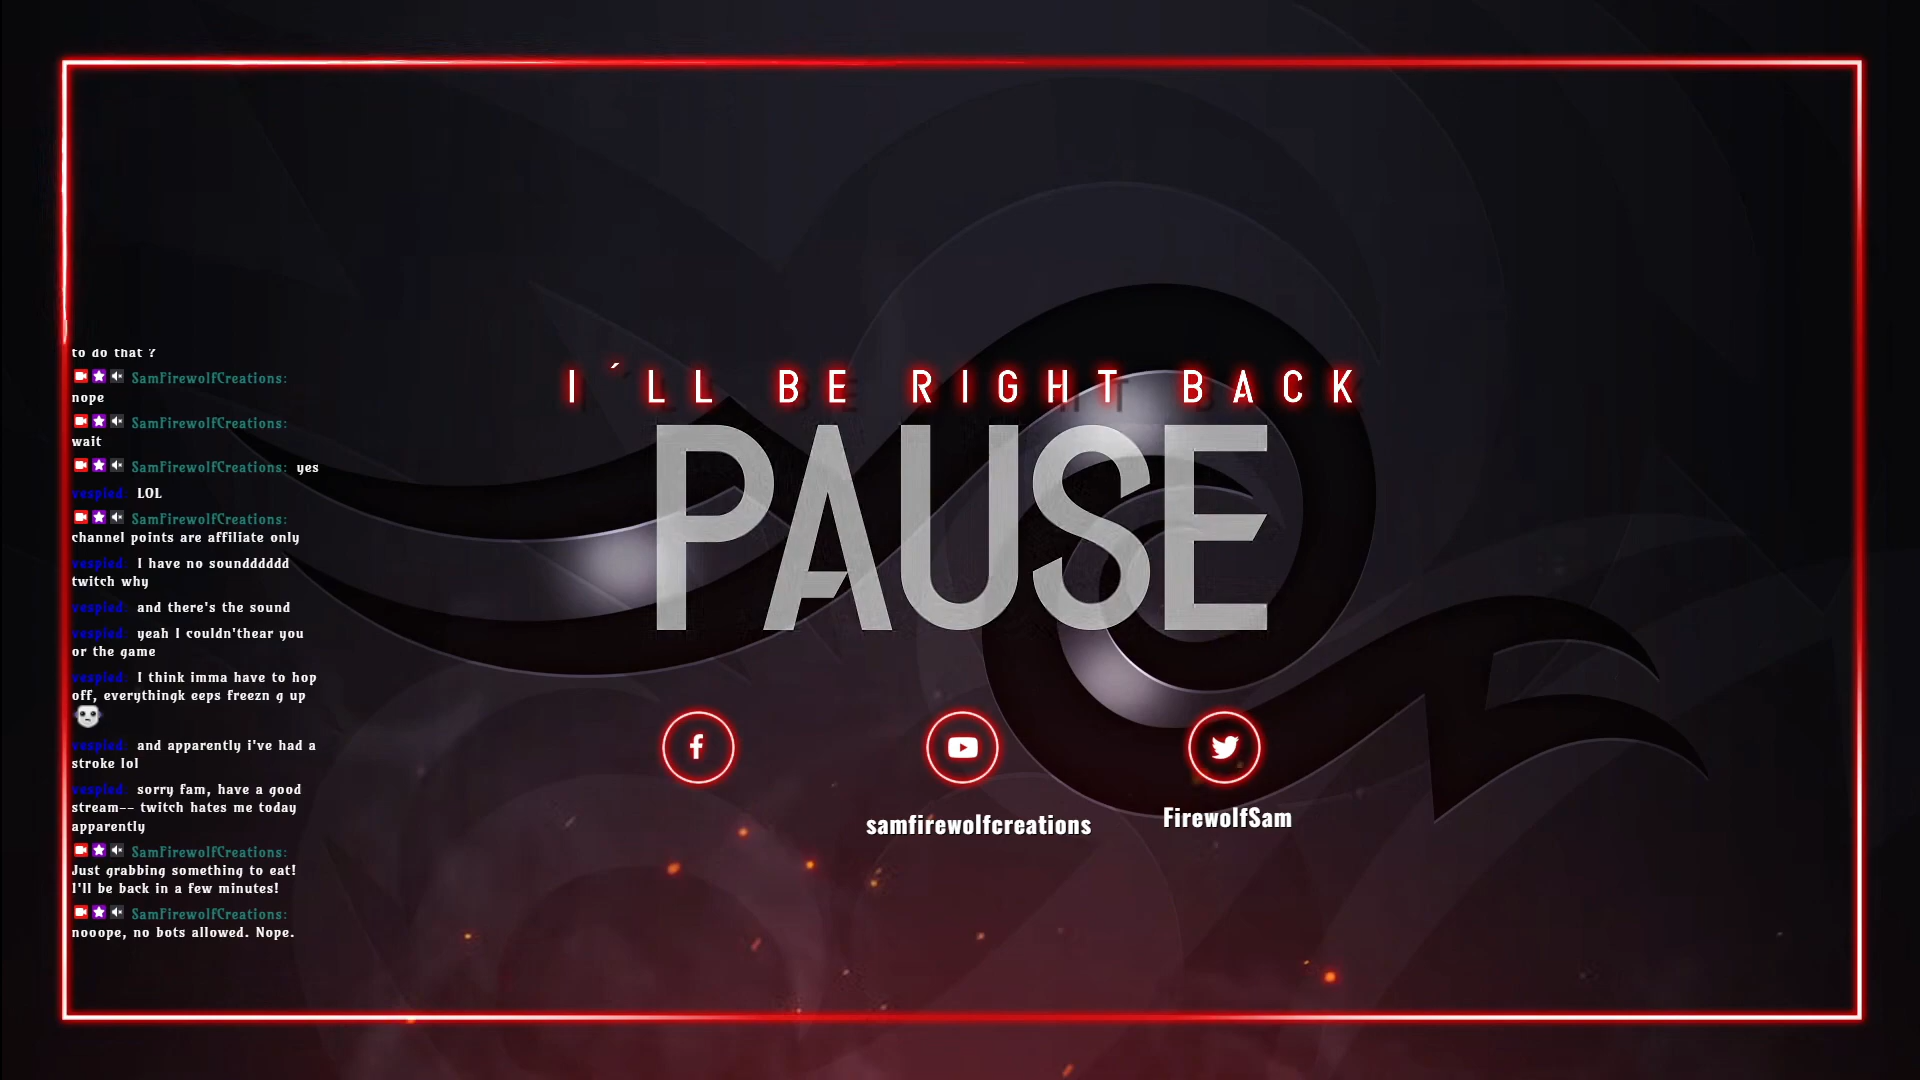 to do that ?
SamFirewolfCreations:
nope
SamFirewolfCreations:
wait
SamFirewolfCreations: yes
vespled: LOL
SamFirewolfCreations:
channel points are affiliate only
vespled: I have no soundddddd
twitch why
vespled: and there's the sound
vespled: yeah I couldn'thear you
or the game
vespled: I think imma have to hop
off, everythingk eeps freezn g up
vespled: and apparently i've had a
stroke lol
vespled: sorry fam, have a good
stream-- twitch hates me today
apparently
SamFirewolfCreations:
Just grabbing something to eat!
I'll be back in a few minutes!
SamFirewolfCreations:
nooope, no bots allowed. Nope.
I´LL BE RIGHT BACK
PAUSE
samfirewolfcreations
FirewolfSam